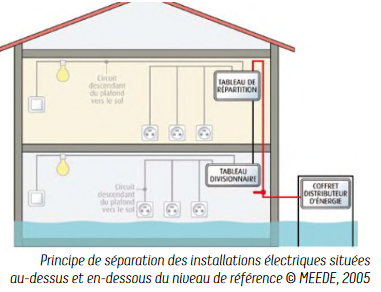 Circuit
descendant
du plafond
vers le sol
TABLEAU DE
RÉPARTITION
Circuit
descendant
du plafond
vers le sol
TABLEAU
DIVISIONNAIRE
COFFRET
DISTRIBUTEUR
D'ÉNERGIE
Principe de séparation des installations électriques situées
au-dessus et en-dessous du niveau de référence © MEEDE, 2005